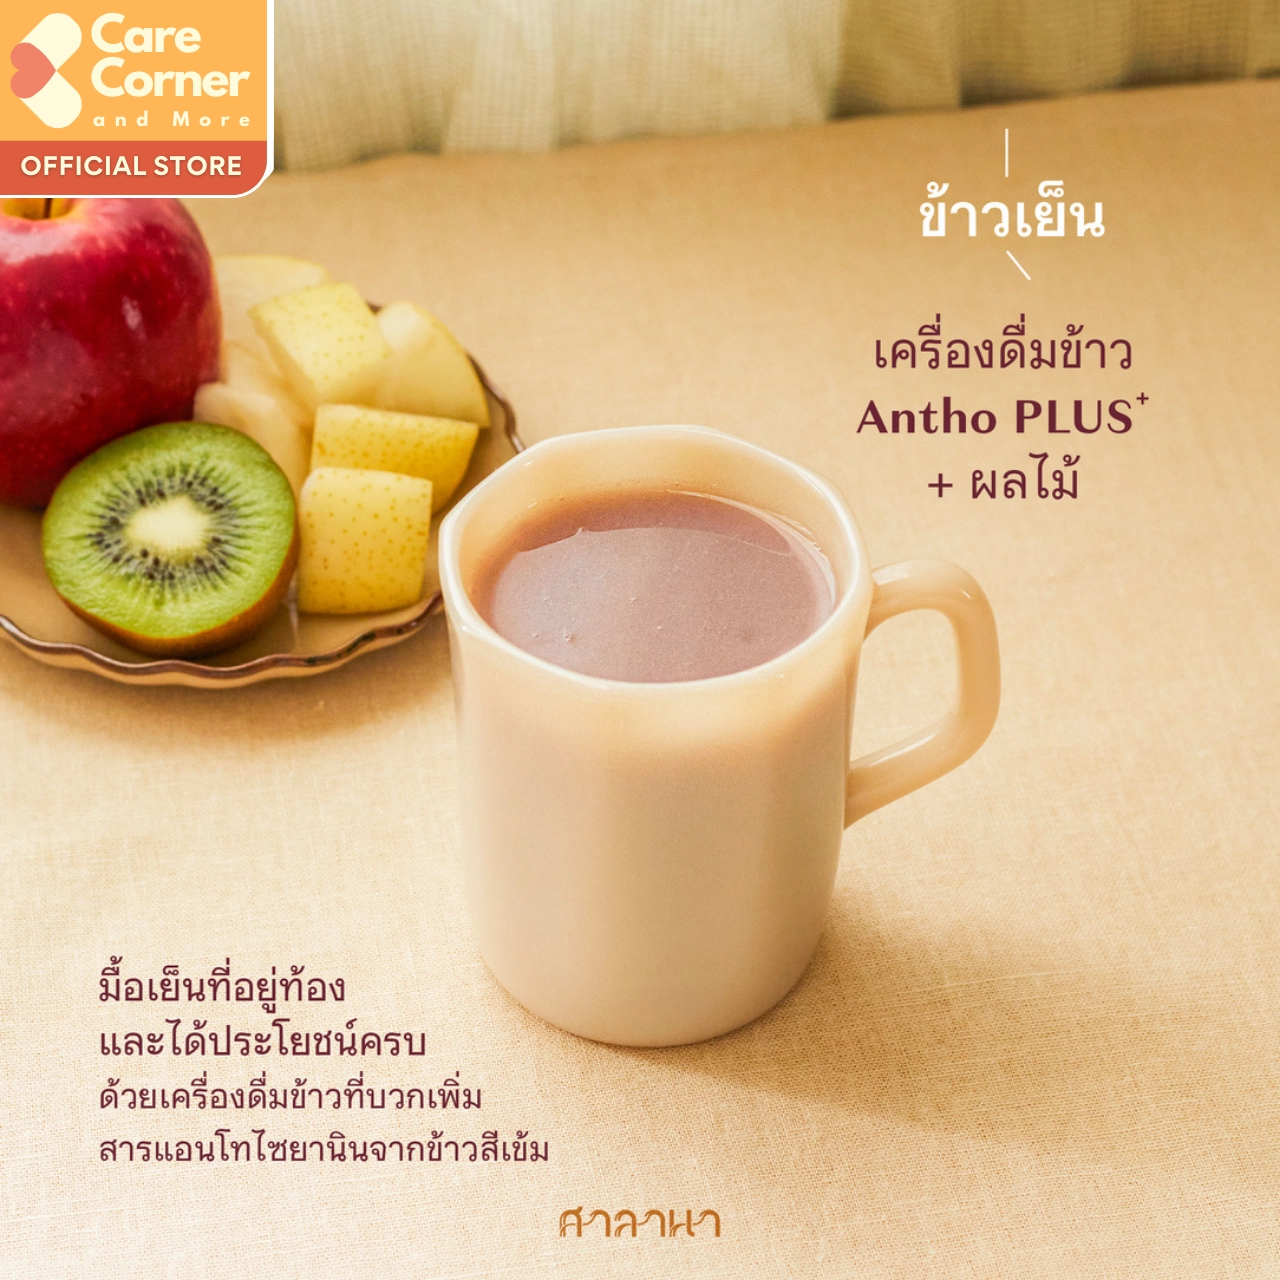 Care
Corner
and More
OFFICIAL STORE
ข้าวเย็น
เครื่องดื่มข้าว
Antho PLUS+
+ ผลไม้
มื้อเย็นที่อยู่ท้อง
และได้ประโยชน์ครบ
ด้วยเครื่องดื่มข้าวที่บวกเพิ่ม
สารแอนโทไซยานินจากข้าวสีเข้ม
ศาลานา